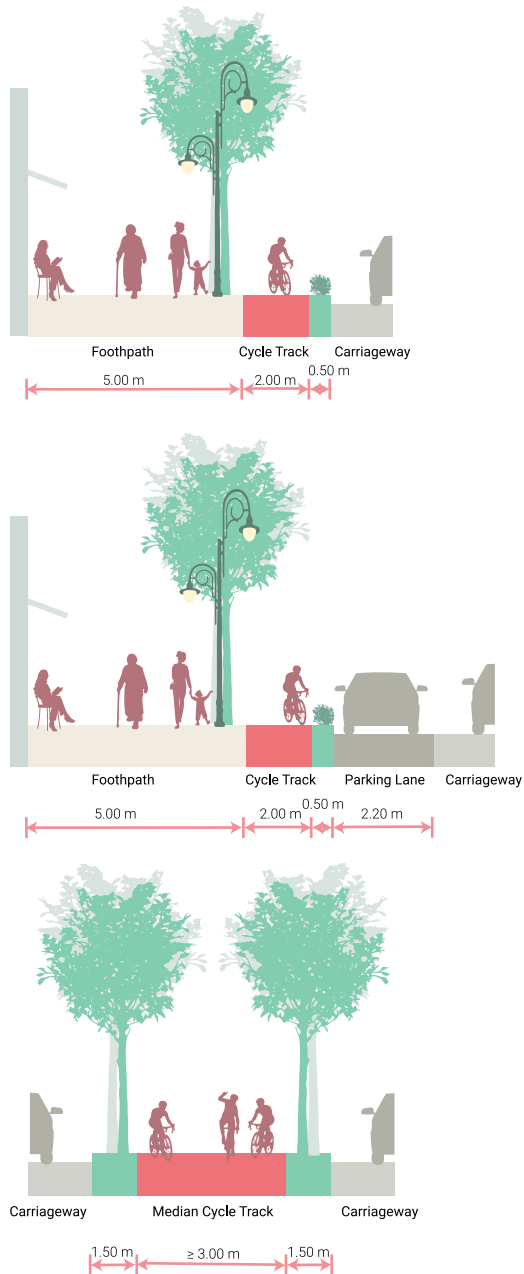 Foothpath Cycle Track Carriageway
5.00 m 2.00 m 0.50 m
Foothpath Cycle Track Parking Lane Carriageway
5.00 m 2.00 m 0.50 m 2.20 m
Carriageway Median Cycle Track Carriageway
1.50 m ≥ 3.00 m 1.50 m